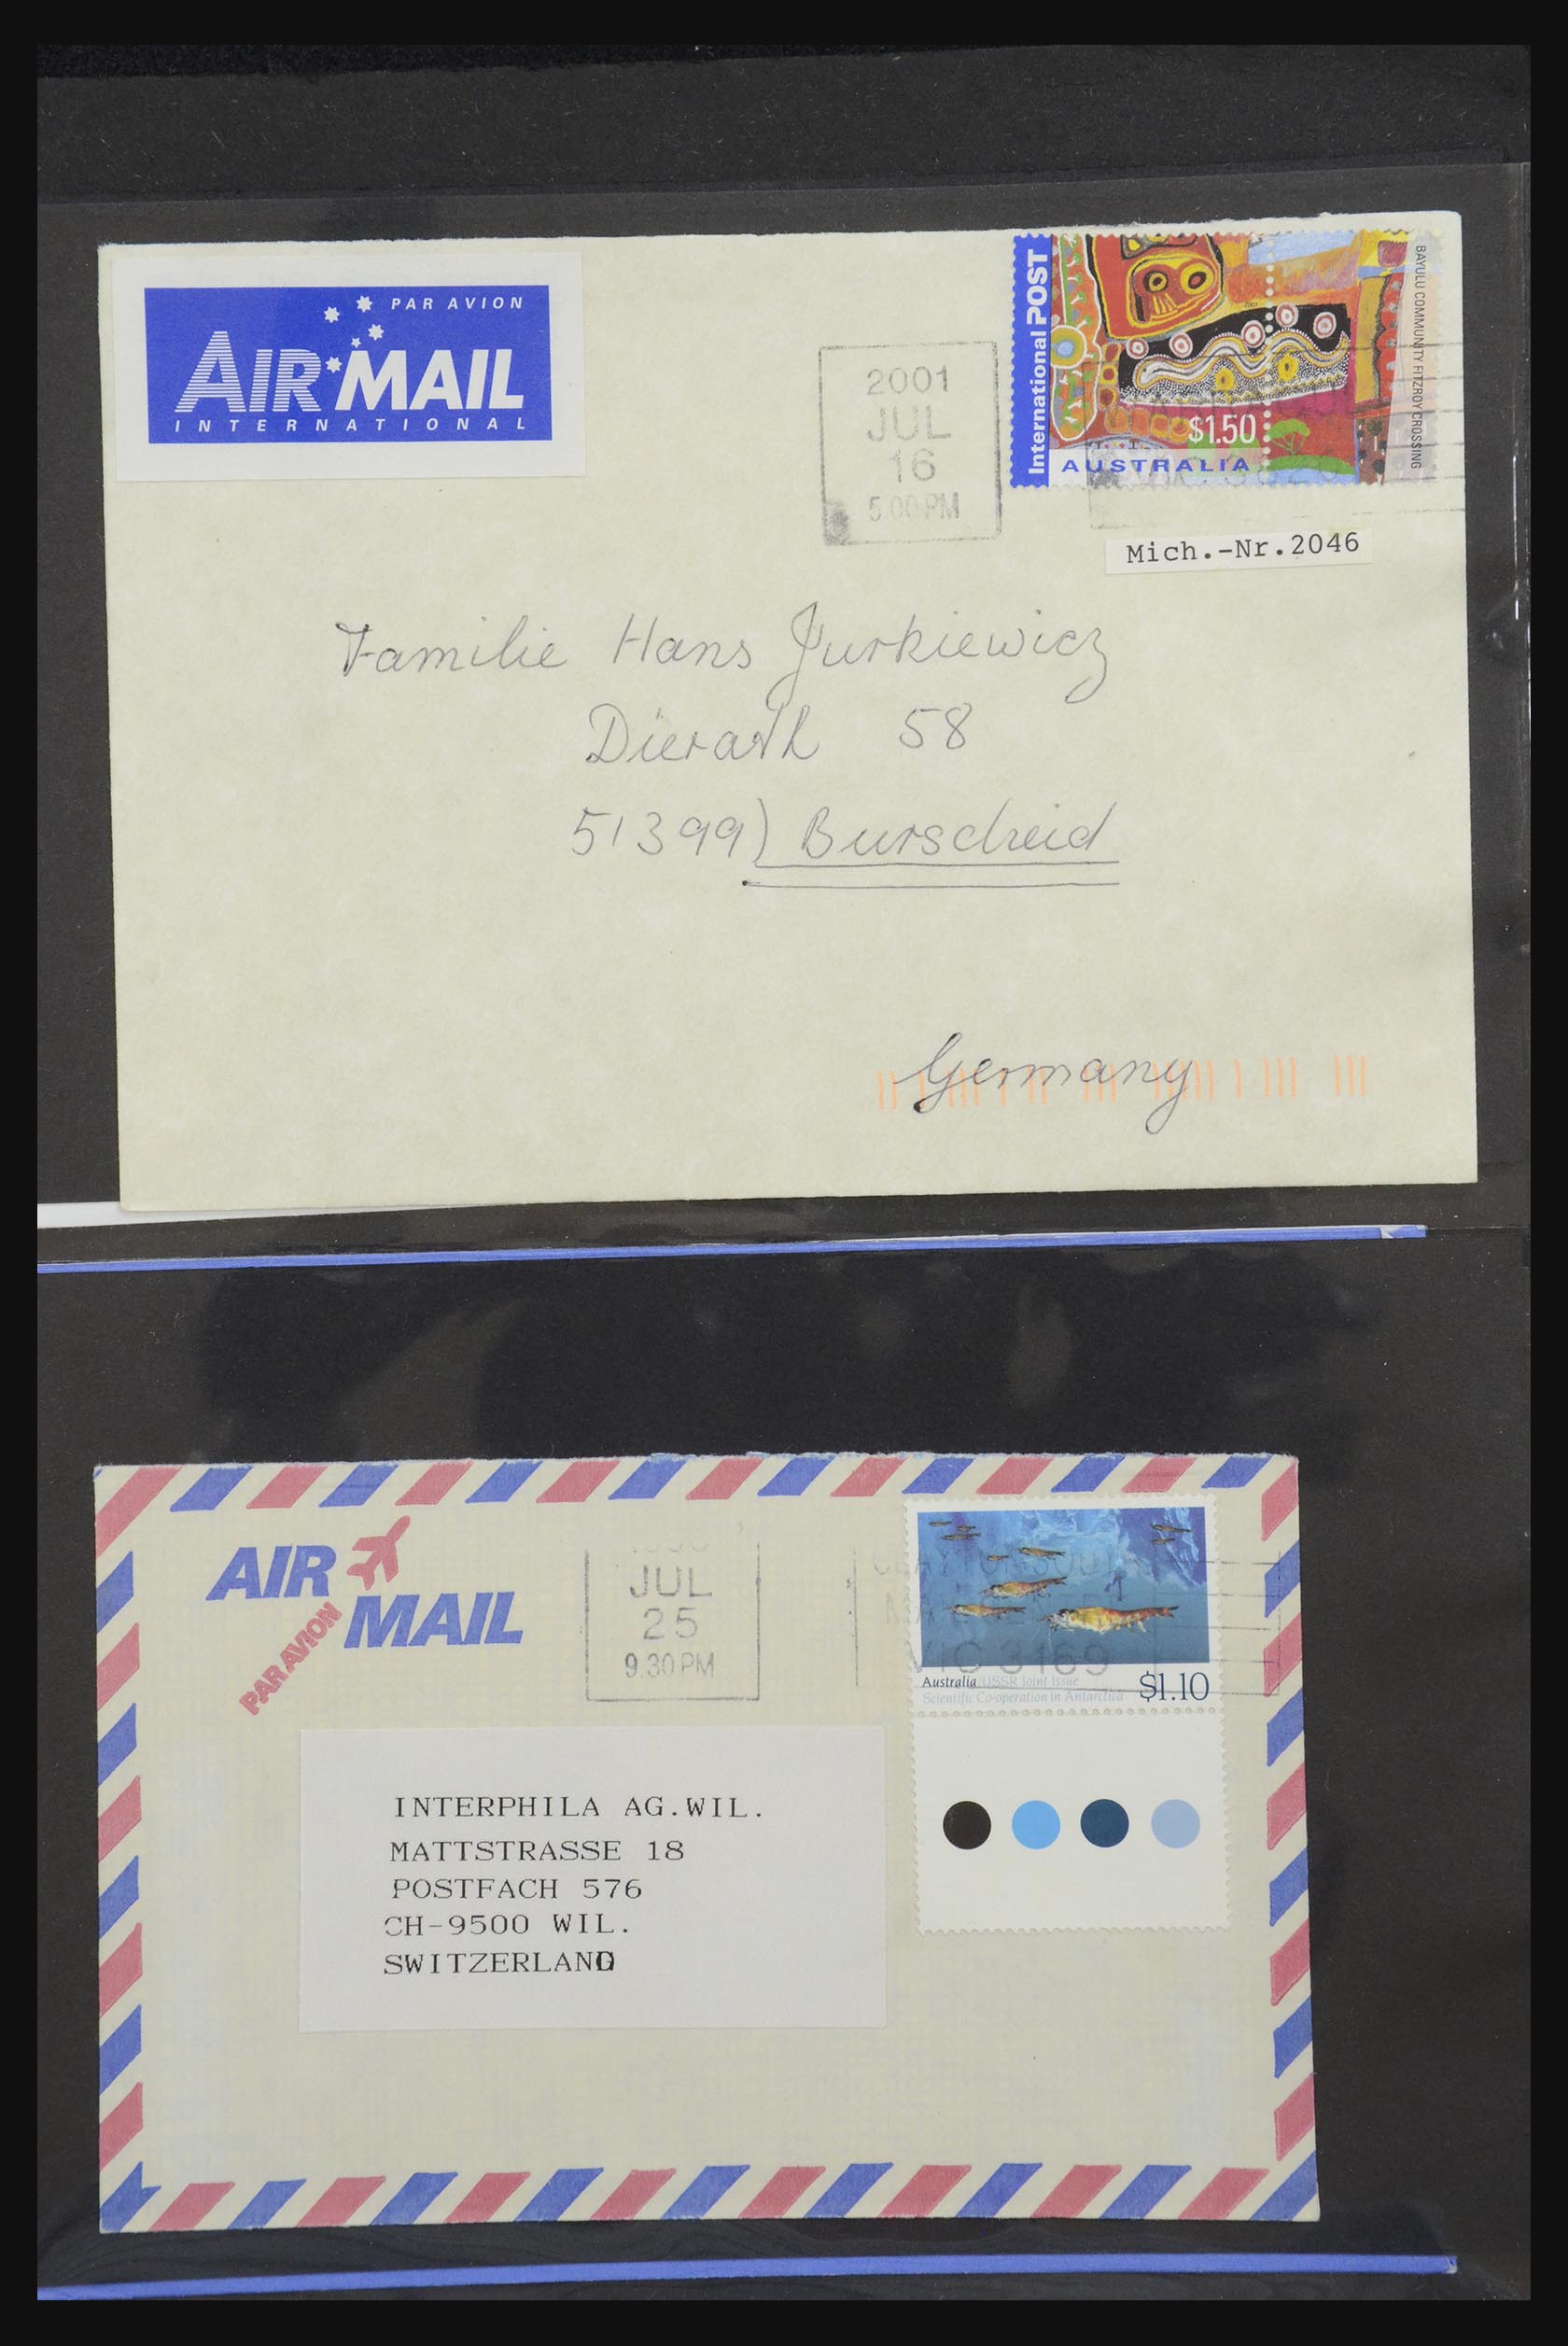 PAR AVION
AIR MAIL
INTERNATIONAL
2001
JUL
16
5.00 PM
International POST
$1.50
AUSTRALIA
BAYULU COMMUNITY FITZROY CROSSING
Mich.-Nr.2046
Familie Hans Jurkiewicz
Dierath 58
51399) Burscheid
Germany
AIR
MAIL
PAR AVION
JUL
25
9.30 PM
VIC 3169
Australia USSR Joint Issue
Scientific Co-operation in Antarctica
$1.10
INTERPHILA AG.WIL.
MATTSTRASSE 18
POSTFACH 576
CH-9500 WIL.
SWITZERLAND